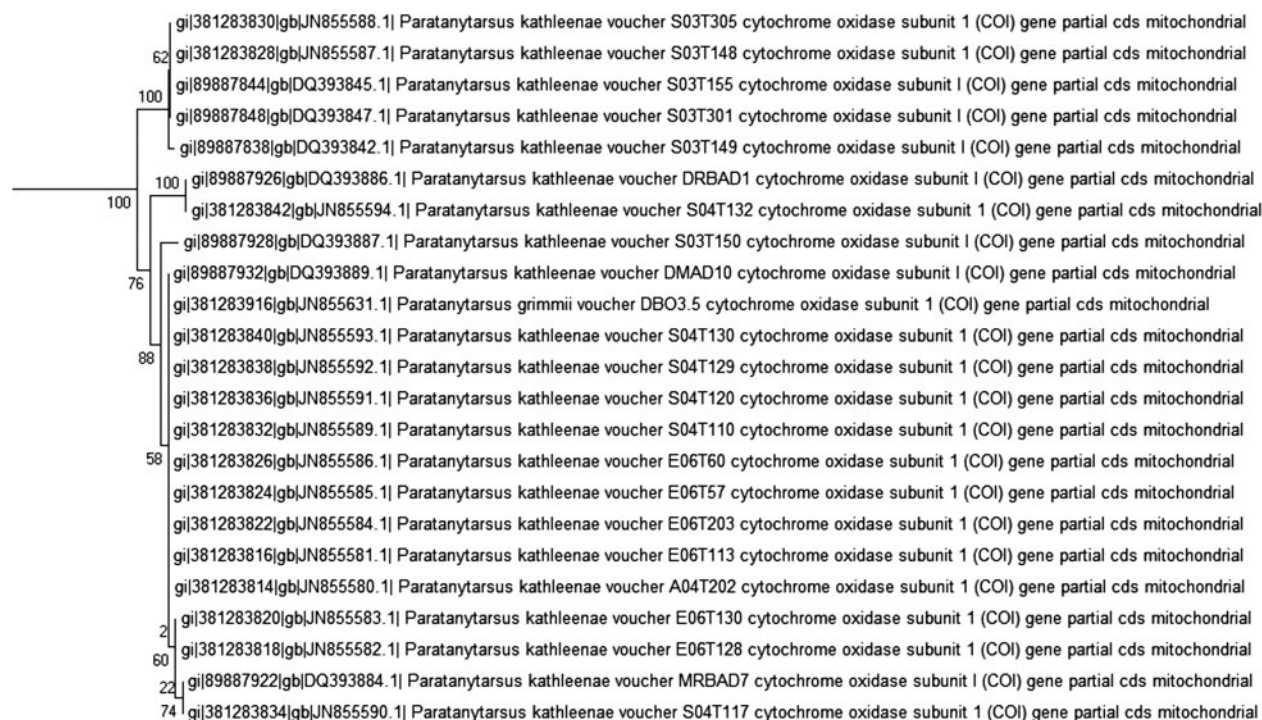 gi|381283830|gb|JN855588.1| Paratanytarsus kathleenae voucher S03T305 cytochrome oxidase subunit 1 (COI) gene partial cds mitochondrial
62
gi|381283828|gb|JN855587.1| Paratanytarsus kathleenae voucher S03T148 cytochrome oxidase subunit 1 (COI) gene partial cds mitochondrial
gi|89887844|gb|DQ393845.1| Paratanytarsus kathleenae voucher S03T155 cytochrome oxidase subunit I (COI) gene partial cds mitochondrial
100
gi|89887848|gb|DQ393847.1| Paratanytarsus kathleenae voucher S03T301 cytochrome oxidase subunit I (COI) gene partial cds mitochondrial
gi|89887838|gb|DQ393842.1| Paratanytarsus kathleenae voucher S03T149 cytochrome oxidase subunit I (COI) gene partial cds mitochondrial
100 gi|89887926|gb|DQ393886.1| Paratanytarsus kathleenae voucher DRBAD1 cytochrome oxidase subunit I (COI) gene partial cds mitochondrial
100
gi|381283842|gb|JN855594.1| Paratanytarsus kathleenae voucher S04T132 cytochrome oxidase subunit 1 (COI) gene partial cds mitochondrial
gi|89887928|gb|DQ393887.1| Paratanytarsus kathleenae voucher S03T150 cytochrome oxidase subunit I (COI) gene partial cds mitochondrial
gi|89887932|gb|DQ393889.1| Paratanytarsus kathleenae voucher DMAD10 cytochrome oxidase subunit I (COI) gene partial cds mitochondrial
76
gi|381283916|gb|JN855631.1| Paratanytarsus grimmii voucher DBO3.5 cytochrome oxidase subunit 1 (COI) gene partial cds mitochondrial
gi|381283840|gb|JN855593.1| Paratanytarsus kathleenae voucher S04T130 cytochrome oxidase subunit 1 (COI) gene partial cds mitochondrial
88
gi|381283838|gb|JN855592.1| Paratanytarsus kathleenae voucher S04T129 cytochrome oxidase subunit 1 (COI) gene partial cds mitochondrial
gi|381283836|gb|JN855591.1| Paratanytarsus kathleenae voucher S04T120 cytochrome oxidase subunit 1 (COI) gene partial cds mitochondrial
gi|381283832|gb|JN855589.1| Paratanytarsus kathleenae voucher S04T110 cytochrome oxidase subunit 1 (COI) gene partial cds mitochondrial
58
gi|381283826|gb|JN855586.1| Paratanytarsus kathleenae voucher E06T60 cytochrome oxidase subunit 1 (COI) gene partial cds mitochondrial
gi|381283824|gb|JN855585.1| Paratanytarsus kathleenae voucher E06T57 cytochrome oxidase subunit 1 (COI) gene partial cds mitochondrial
gi|381283822|gb|JN855584.1| Paratanytarsus kathleenae voucher E06T203 cytochrome oxidase subunit 1 (COI) gene partial cds mitochondrial
gi|381283816|gb|JN855581.1| Paratanytarsus kathleenae voucher E06T113 cytochrome oxidase subunit 1 (COI) gene partial cds mitochondrial
gi|381283814|gb|JN855580.1| Paratanytarsus kathleenae voucher A04T202 cytochrome oxidase subunit 1 (COI) gene partial cds mitochondrial
gi|381283820|gb|JN855583.1| Paratanytarsus kathleenae voucher E06T130 cytochrome oxidase subunit 1 (COI) gene partial cds mitochondrial
2
gi|381283818|gb|JN855582.1| Paratanytarsus kathleenae voucher E06T128 cytochrome oxidase subunit 1 (COI) gene partial cds mitochondrial
60
22 gi|89887922|gb|DQ393884.1| Paratanytarsus kathleenae voucher MRBAD7 cytochrome oxidase subunit I (COI) gene partial cds mitochondrial
74 gi|381283834|gb|JN855590.1| Paratanytarsus kathleenae voucher S04T117 cytochrome oxidase subunit 1 (COI) gene partial cds mitochondrial